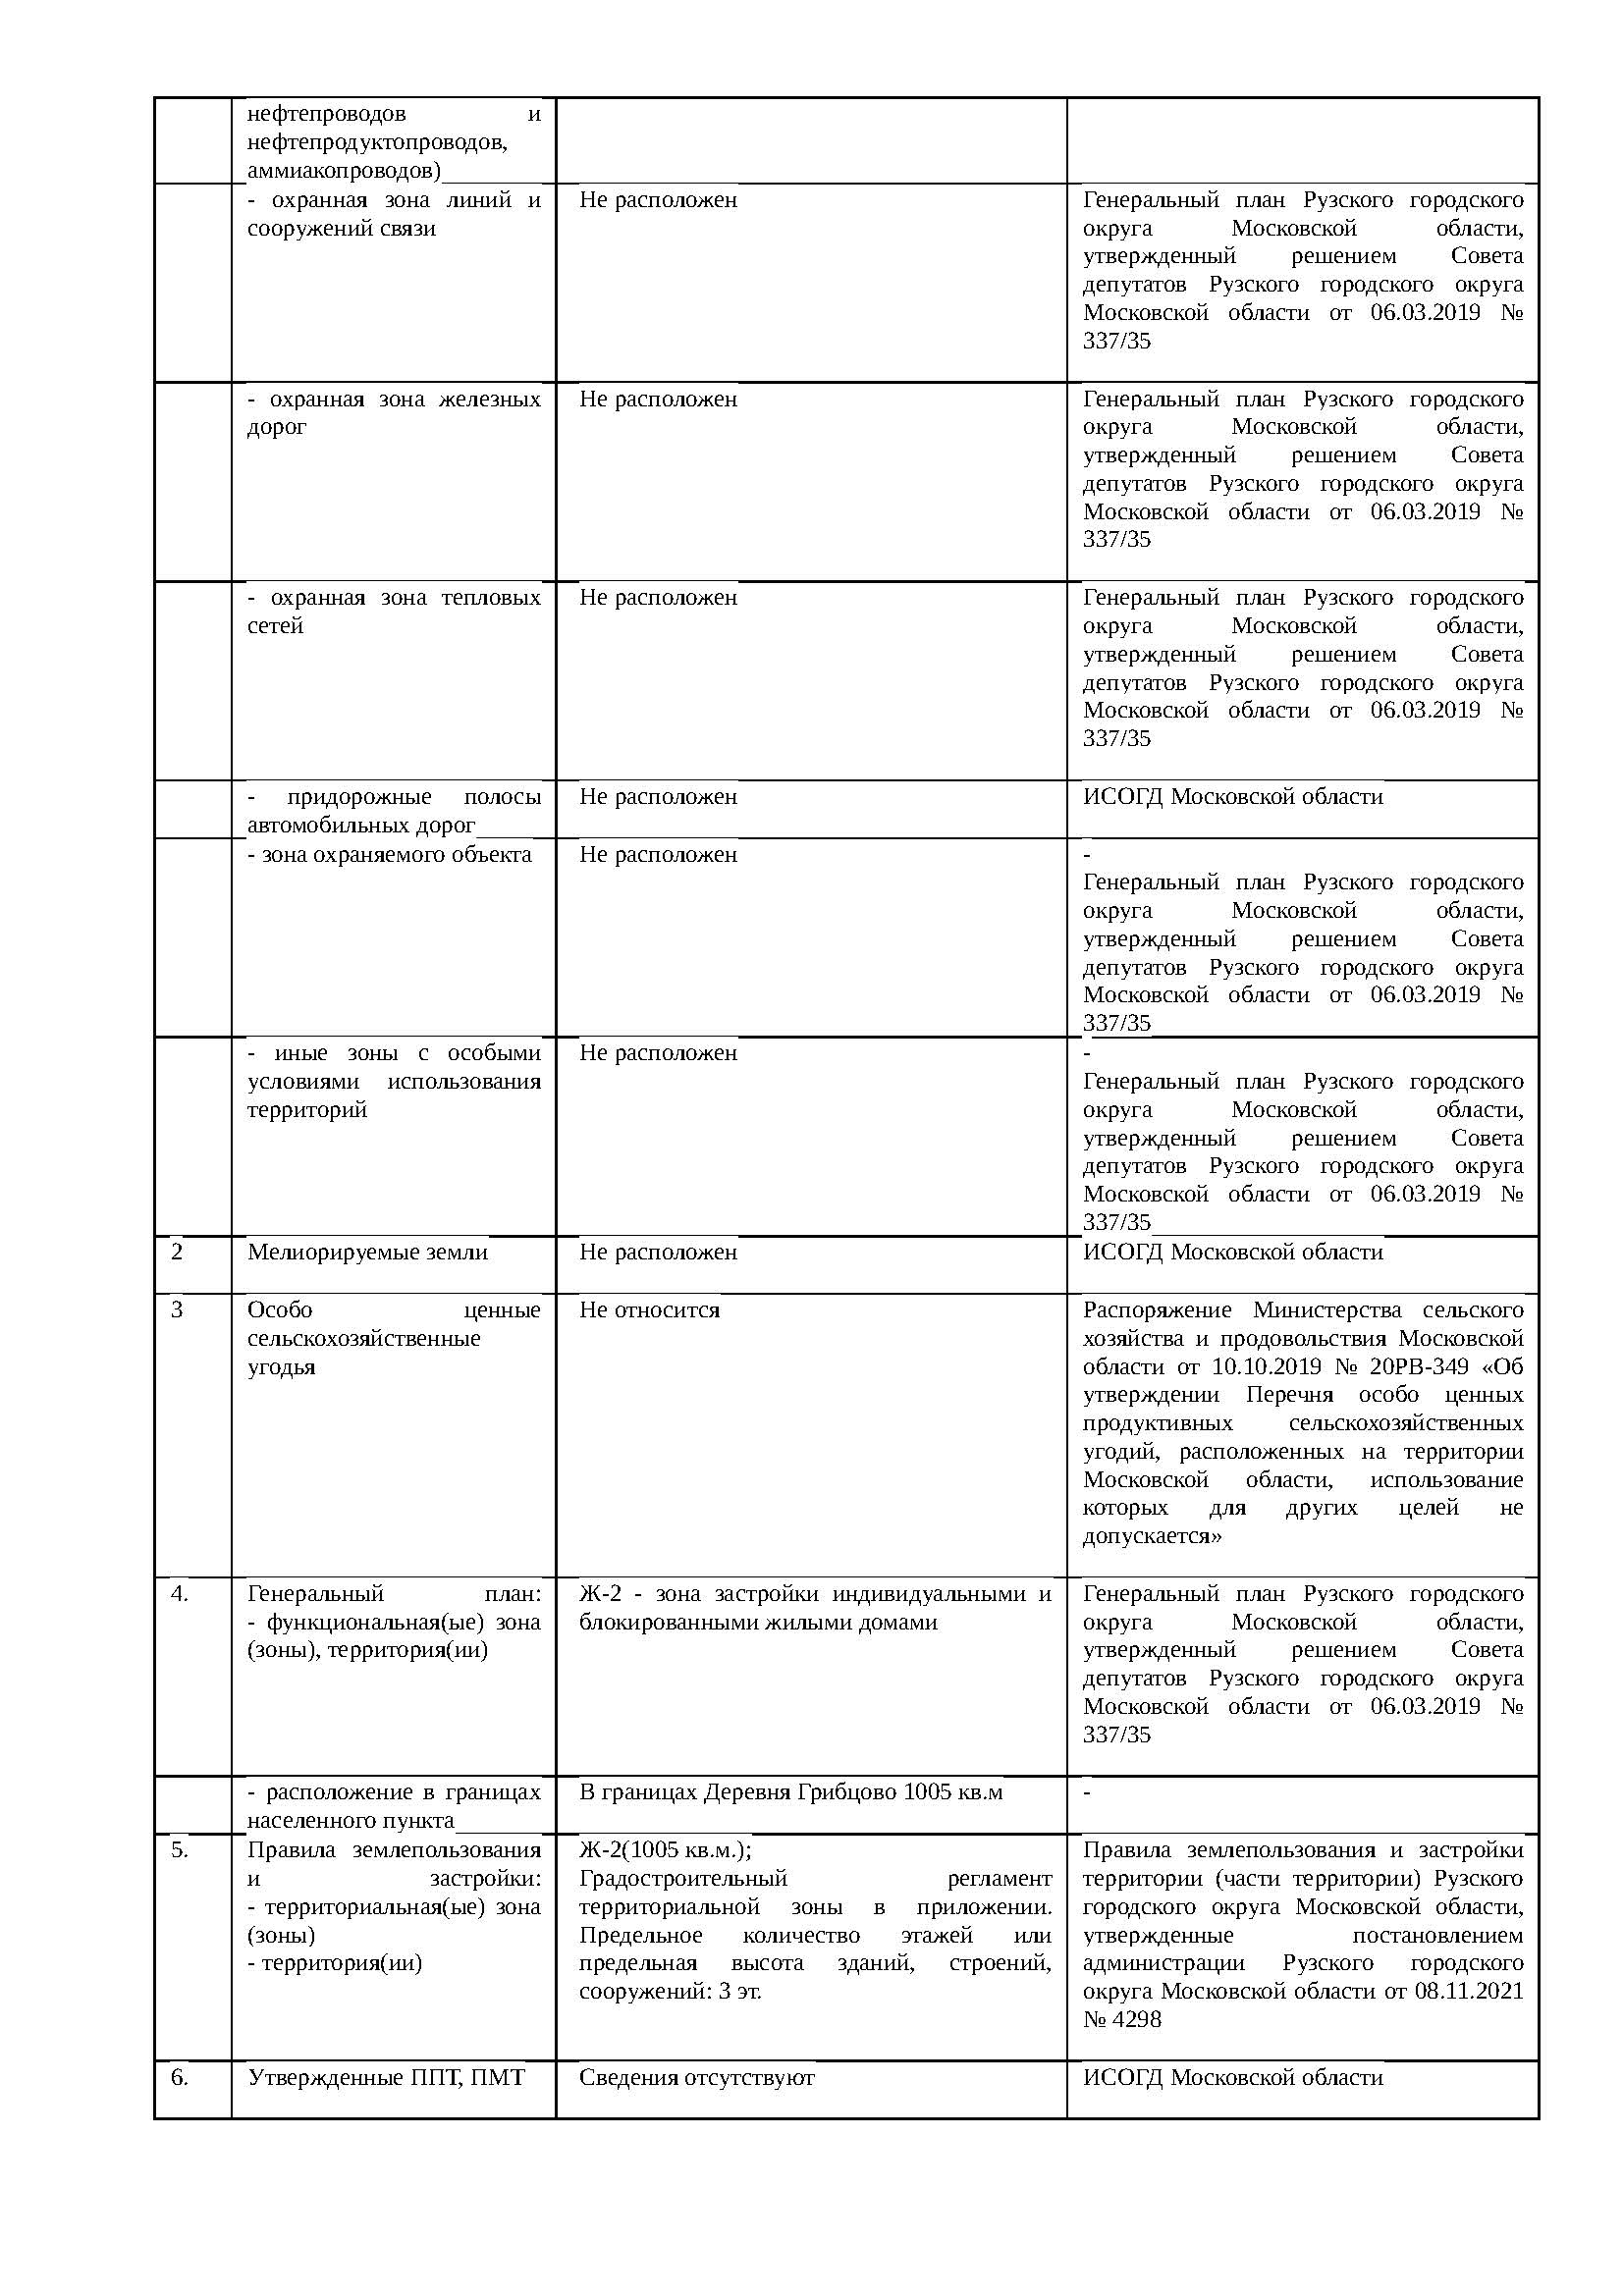 нефтепроводов и
нефтепродуктопроводов,
аммиакопроводов)
- охранная зона линий и
сооружений связи
Не расположен
Генеральный план Рузского городского
округа Московской области,
утвержденный решением Совета
депутатов Рузского городского округа
Московской области от 06.03.2019 №
337/35
- охранная зона железных
дорог
Не расположен
Генеральный план Рузского городского
округа Московской области,
утвержденный решением Совета
депутатов Рузского городского округа
Московской области от 06.03.2019 №
337/35
- охранная зона тепловых
сетей
Не расположен
Генеральный план Рузского городского
округа Московской области,
утвержденный решением Совета
депутатов Рузского городского округа
Московской области от 06.03.2019 №
337/35
- придорожные полосы
автомобильных дорог
Не расположен
ИСОГД Московской области
- зона охраняемого объекта
Не расположен
-
Генеральный план Рузского городского
округа Московской области,
утвержденный решением Совета
депутатов Рузского городского округа
Московской области от 06.03.2019 №
337/35
- иные зоны с особыми
условиями использования
территорий
Не расположен
-
Генеральный план Рузского городского
округа Московской области,
утвержденный решением Совета
депутатов Рузского городского округа
Московской области от 06.03.2019 №
337/35
2
Мелиорируемые земли
Не расположен
ИСОГД Московской области
3
Особо ценные
сельскохозяйственные
угодья
Не относится
Распоряжение Министерства сельского
хозяйства и продовольствия Московской
области от 10.10.2019 № 20РВ-349 «Об
утверждении Перечня особо ценных
продуктивных сельскохозяйственных
угодий, расположенных на территории
Московской области, использование
которых для других целей не
допускается»
4.
Генеральный план:
- функциональная(ые) зона
(зоны), территория(ии)
Ж-2 - зона застройки индивидуальными и
блокированными жилыми домами
Генеральный план Рузского городского
округа Московской области,
утвержденный решением Совета
депутатов Рузского городского округа
Московской области от 06.03.2019 №
337/35
- расположение в границах
населенного пункта
В границах Деревня Грибцово 1005 кв.м
-
5.
Правила землепользования
и застройки:
- территориальная(ые) зона
(зоны)
- территория(ии)
Ж-2(1005 кв.м.);
Градостроительный регламент
территориальной зоны в приложении.
Предельное количество этажей или
предельная высота зданий, строений,
сооружений: 3 эт.
Правила землепользования и застройки
территории (части территории) Рузского
городского округа Московской области,
утвержденные постановлением
администрации Рузского городского
округа Московской области от 08.11.2021
№ 4298
6.
Утвержденные ППТ, ПМТ
Сведения отсутствуют
ИСОГД Московской области